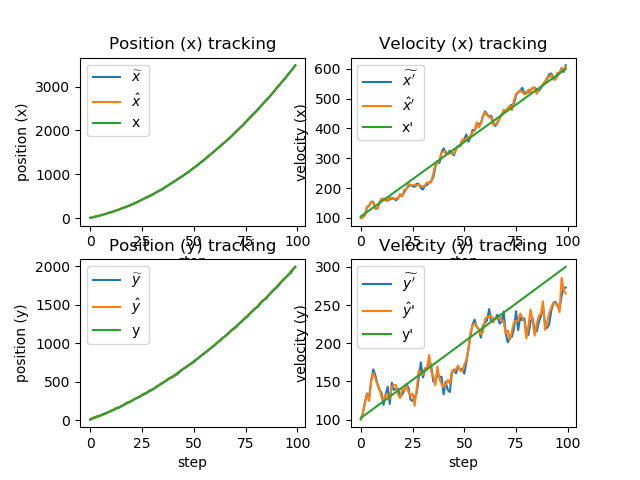 Position (x) tracking
position (x)
3000
2000
1000
0
x̃
x̂
x
0 25 50 75 100
Velocity (x) tracking
velocity (x)
600
500
400
300
200
100
x̃'
x̂'
x'
0 25 50 75 100
Position (y) tracking
position (y)
2000
1500
1000
500
0
ỹ
ŷ
y
0 25 50 75 100
step
Velocity (y) tracking
velocity (y)
300
250
200
150
100
ỹ'
ŷ'
y'
0 25 50 75 100
step